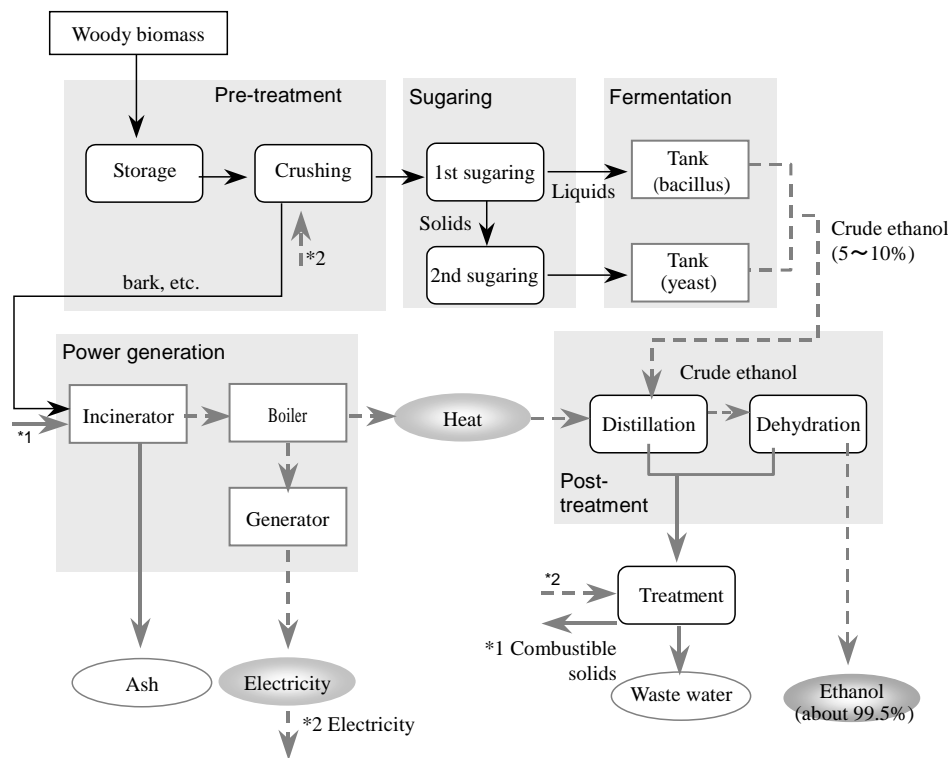 Woody biomass
Pre-treatment
Sugaring
Fermentation
Storage
Crushing
1st sugaring
Liquids
Tank
(bacillus)
Solids
Crude ethanol
(5～10%)
*2
2nd sugaring
Tank
(yeast)
bark, etc.
Power generation
Crude ethanol
Incinerator
Boiler
Heat
Distillation
Dehydration
*1
Post-
treatment
Generator
*2
Treatment
*1 Combustible
solids
Ash
Electricity
Waste water
Ethanol
(about 99.5%)
*2 Electricity